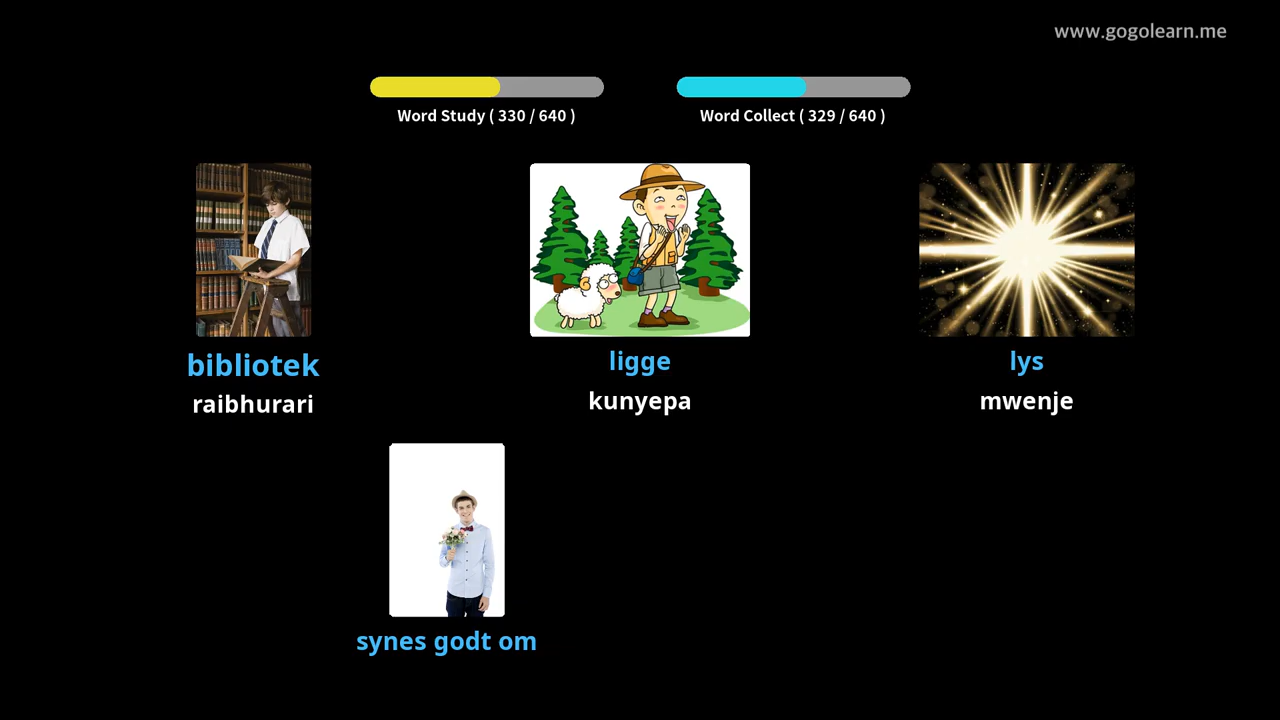 www.gogolearn.me
Word Study ( 330 / 640 )
Word Collect ( 329 / 640 )
bibliotek
raibhurari
ligge
kunyepa
lys
mwenje
synes godt om